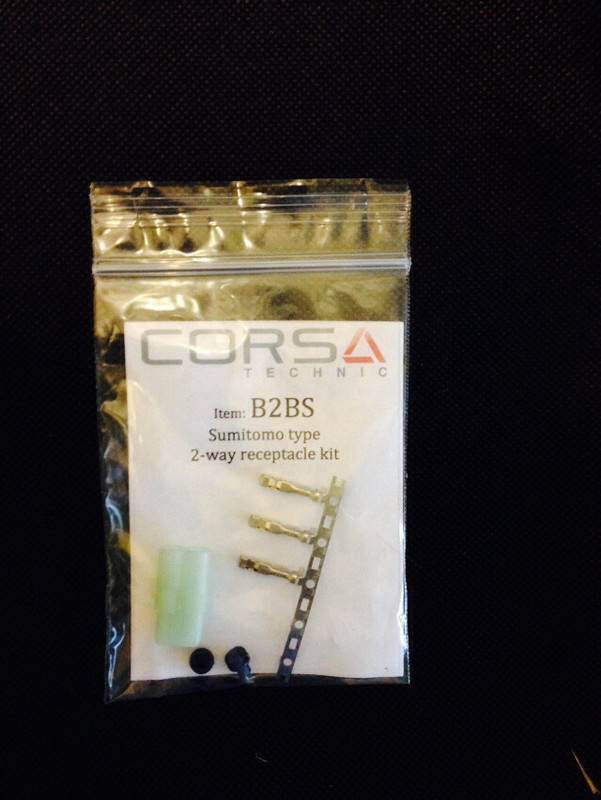 CORSA
TECHNIC
Item: B2BS
Sumitomo type
2-way receptacle kit